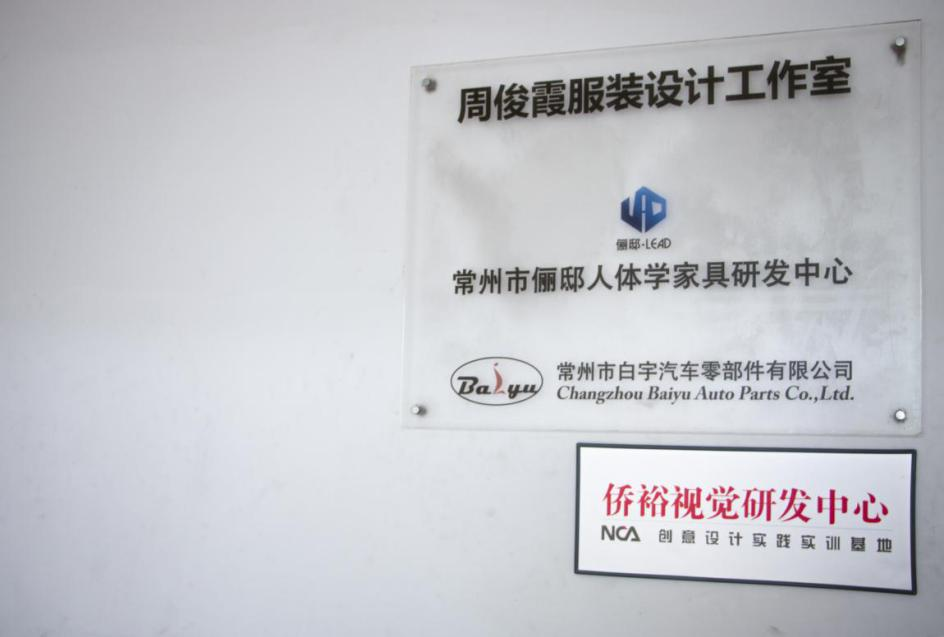 周俊霞服装设计工作室
俪邸·LEAD
常州市俪邸人体学家具研发中心
Baiyu
常州市白宇汽车零部件有限公司
Changzhou Baiyu Auto Parts Co.,Ltd.
侨裕视觉研发中心
NCA 创意设计实践实训基地